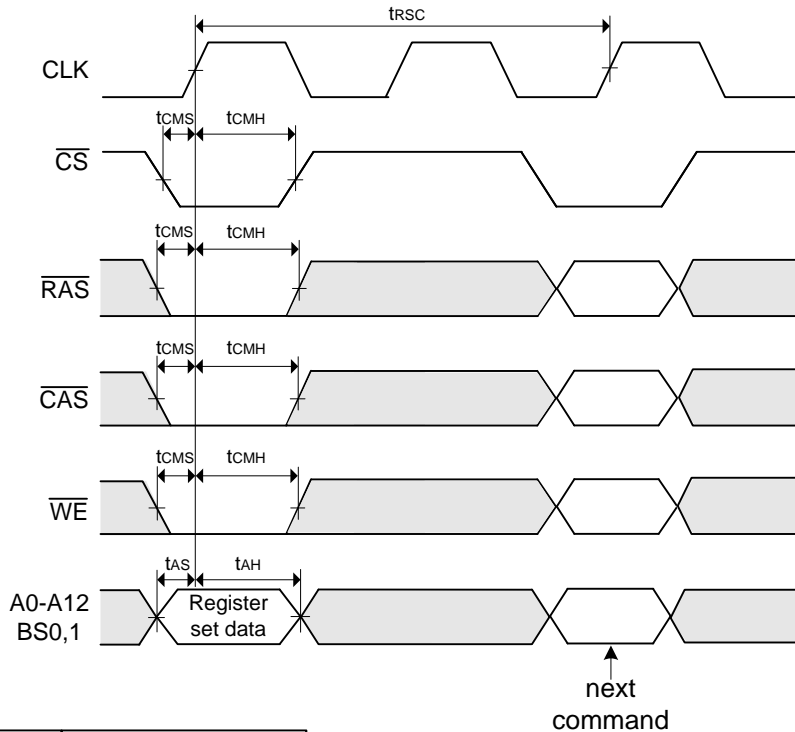 tRSC
CLK
tCMS tCMH
CS
tCMS tCMH
RAS
tCMS tCMH
CAS
tCMS tCMH
WE
tAS tAH
A0-A12
BS0,1
Register
set data
next
command